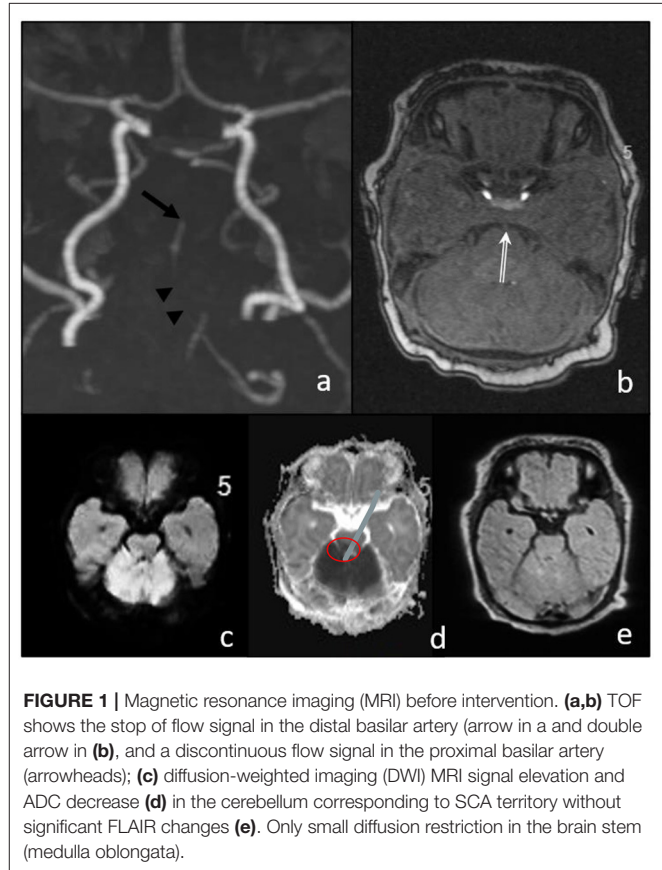 a
5
b
5
c
5
d
e
FIGURE 1 | Magnetic resonance imaging (MRI) before intervention. (a,b) TOF
shows the stop of flow signal in the distal basilar artery (arrow in a and double
arrow in (b), and a discontinuous flow signal in the proximal basilar artery
(arrowheads); (c) diffusion-weighted imaging (DWI) MRI signal elevation and
ADC decrease (d) in the cerebellum corresponding to SCA territory without
significant FLAIR changes (e). Only small diffusion restriction in the brain stem
(medulla oblongata).